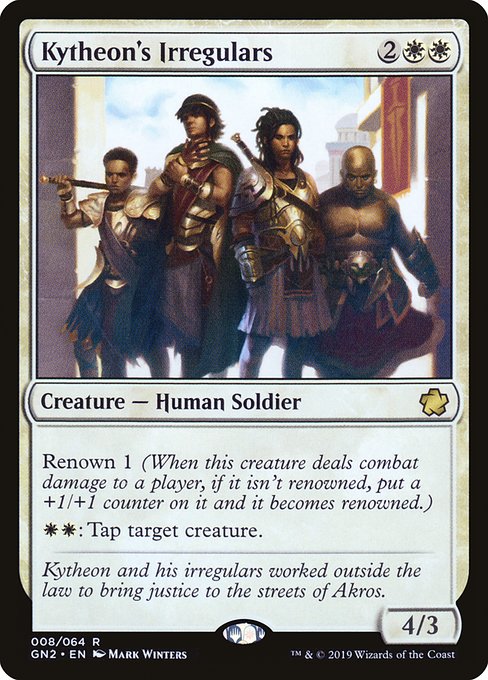 Kytheon's Irregulars 2
Creature — Human Soldier
Renown 1 (When this creature deals combat
damage to a player, if it isn't renowned, put a
+1/+1 counter on it and it becomes renowned.)
: Tap target creature.
Kytheon and his irregulars worked outside the
law to bring justice to the streets of Akros.
4/3
008/064 R
GN2 • EN Mark Winters
™ & © 2019 Wizards of the Coast